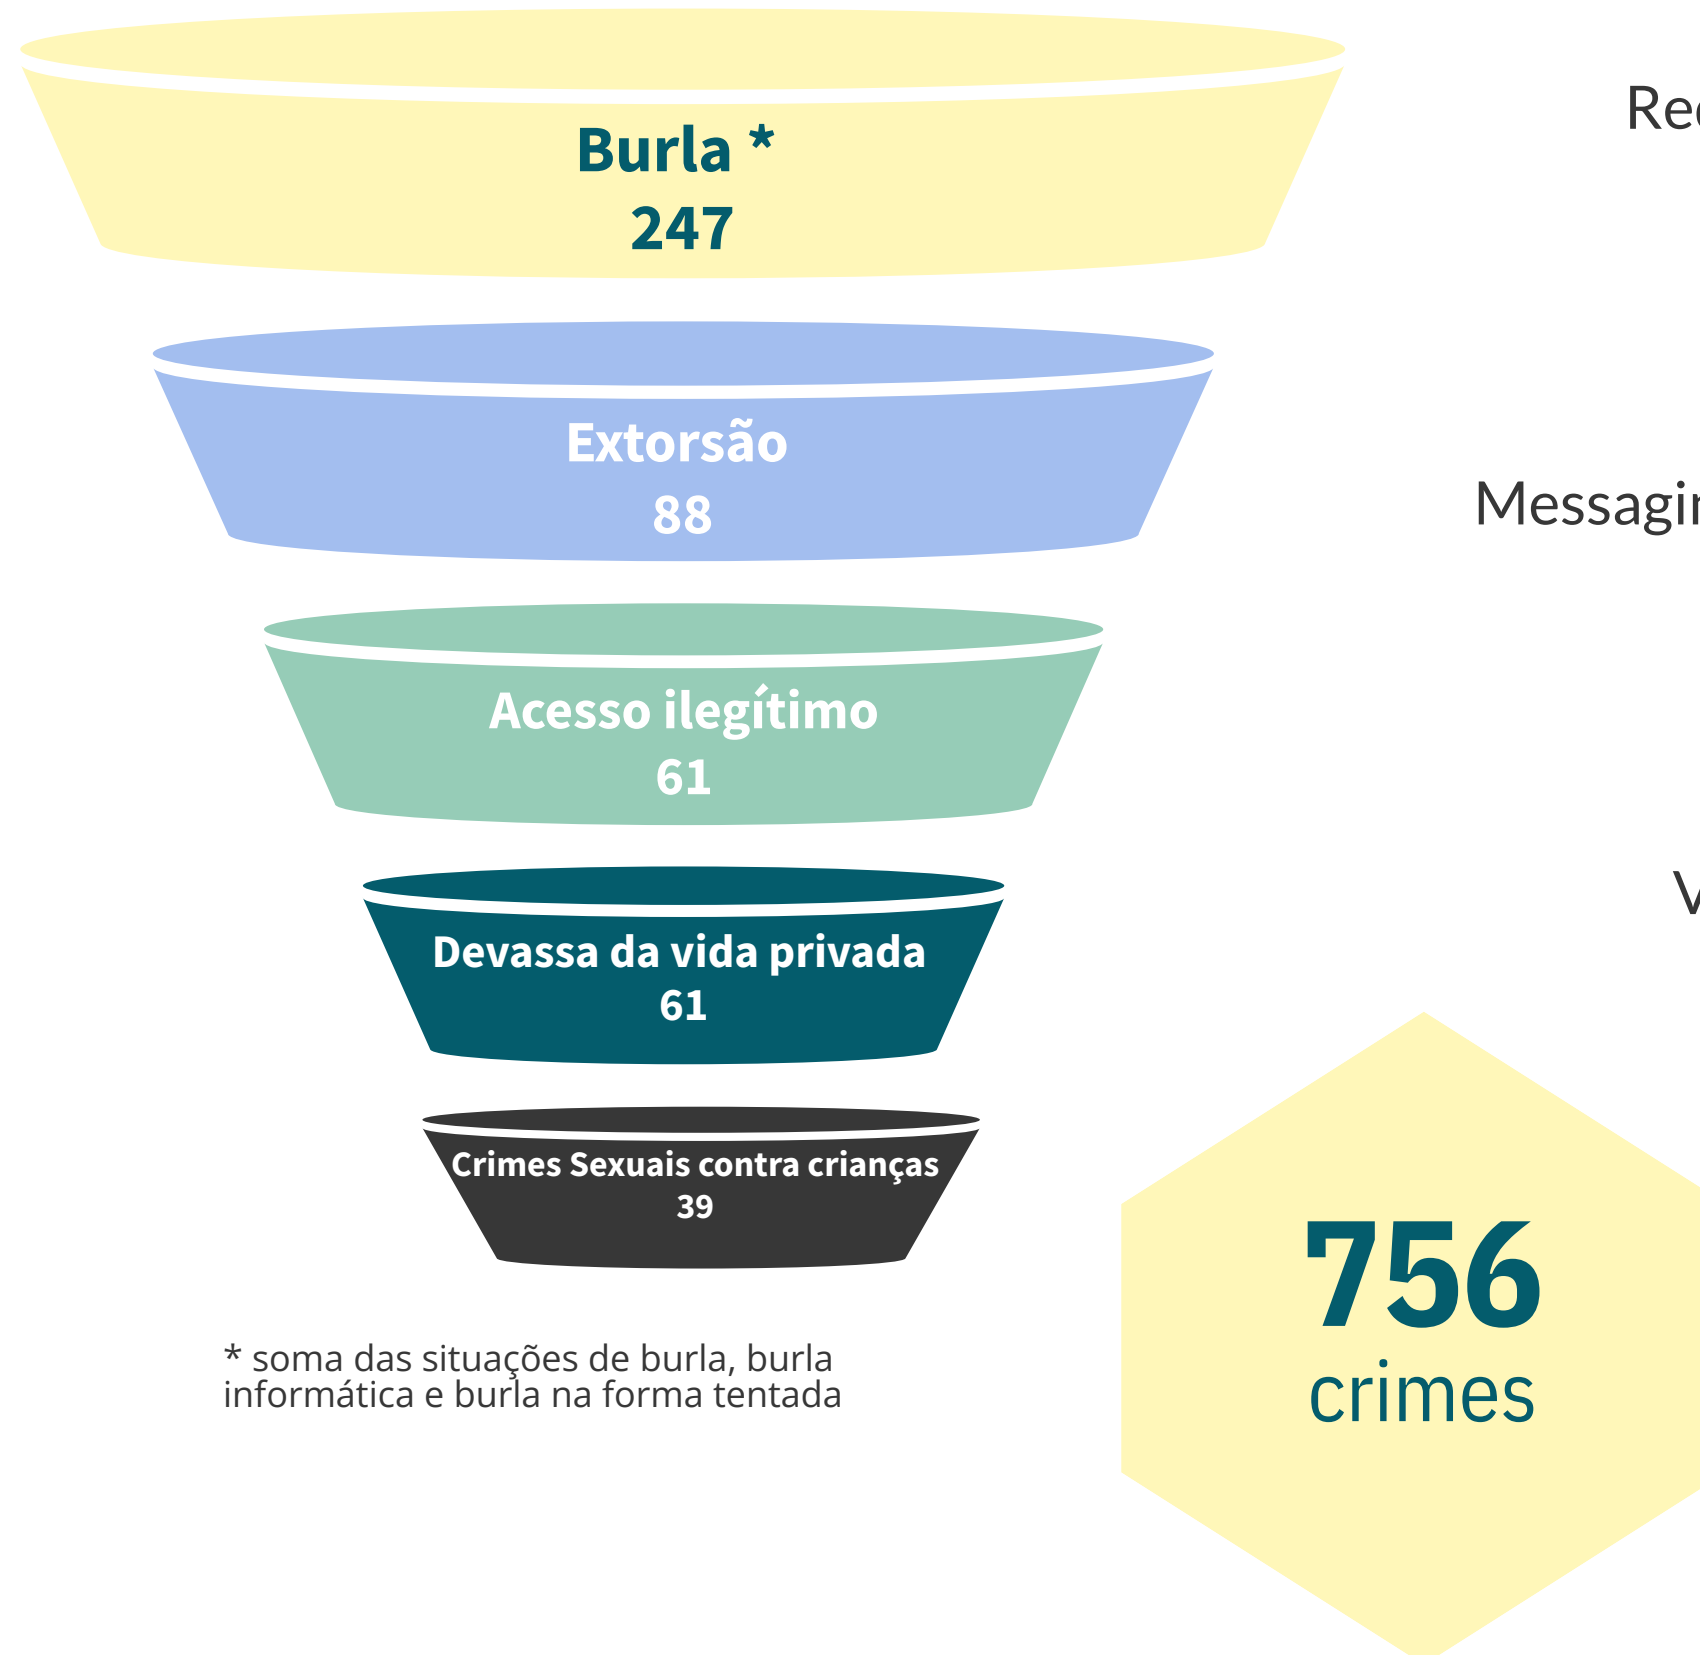 Burla *
247
Extorsão
88
Acesso ilegítimo
61
Devassa da vida privada
61
Crimes Sexuais contra crianças
39
* soma das situações de burla, burla
informática e burla na forma tentada
756
crimes